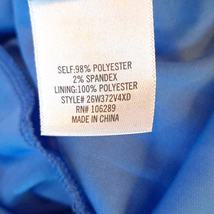 SELF:98% POLYESTER
2% SPANDEX
LINING:100% POLYESTER
STYLE# 26W372V4XD
RN# 106289
MADE IN CHINA